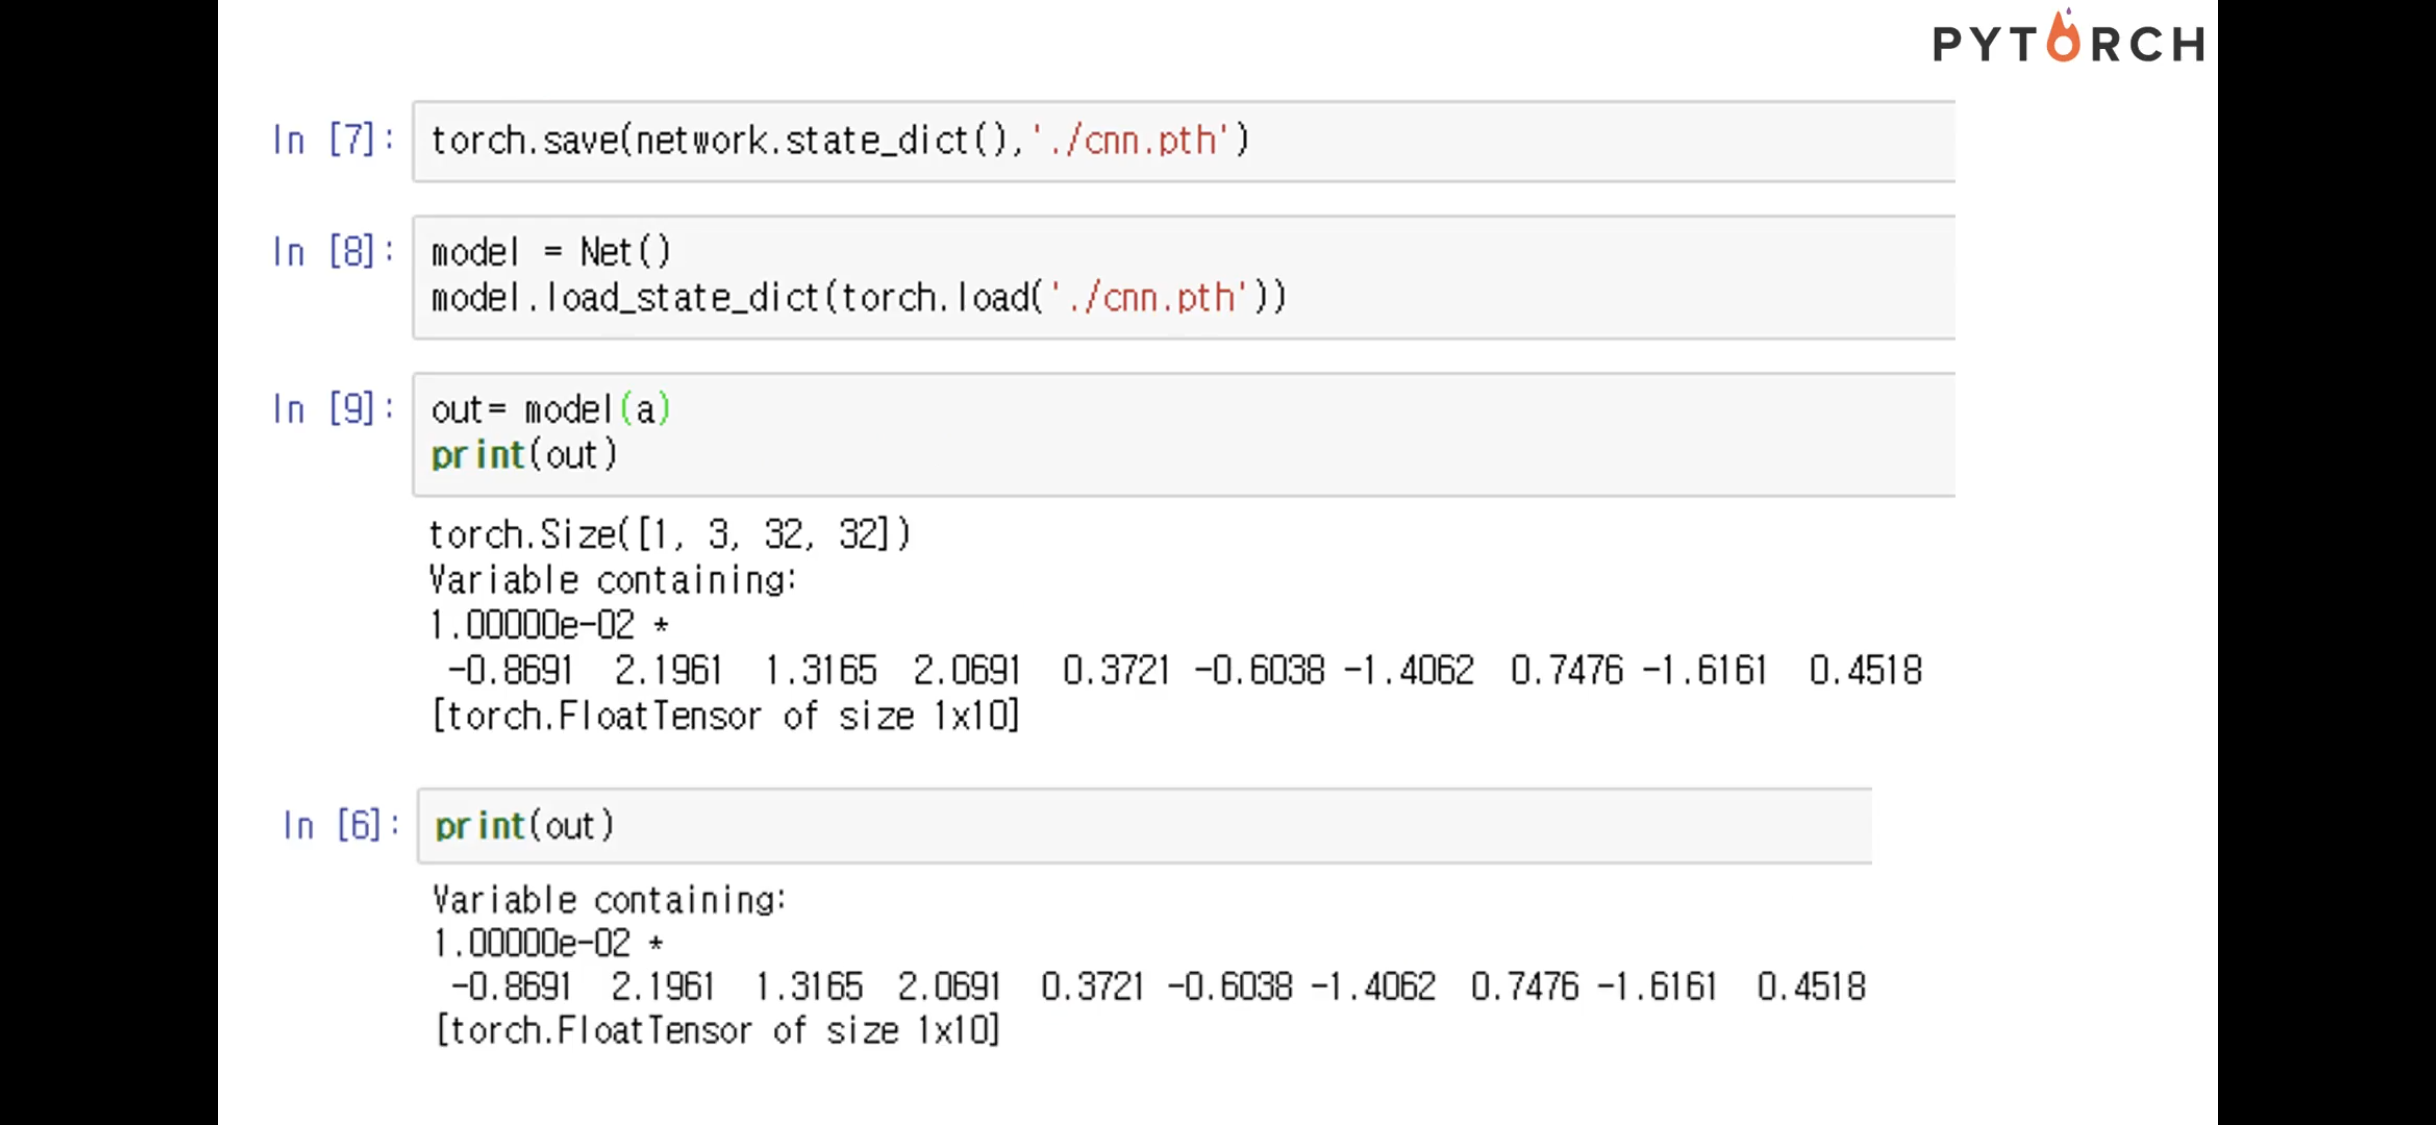 PYTORCH
In [7]: torch.save(network.state_dict(),'./cnn.pth')
In [8]: model = Net()
model.load_state_dict(torch.load('./cnn.pth'))
In [9]: out= model(a)
print(out)
torch.Size([1, 3, 32, 32])
Variable containing:
1.00000e-02 *
-0.8691 2.1961 1.3165 2.0691 0.3721 -0.6038 -1.4062 0.7476 -1.6161 0.4518
[torch.FloatTensor of size 1x10]
In [6]: print(out)
Variable containing:
1.00000e-02 *
-0.8691 2.1961 1.3165 2.0691 0.3721 -0.6038 -1.4062 0.7476 -1.6161 0.4518
[torch.FloatTensor of size 1x10]